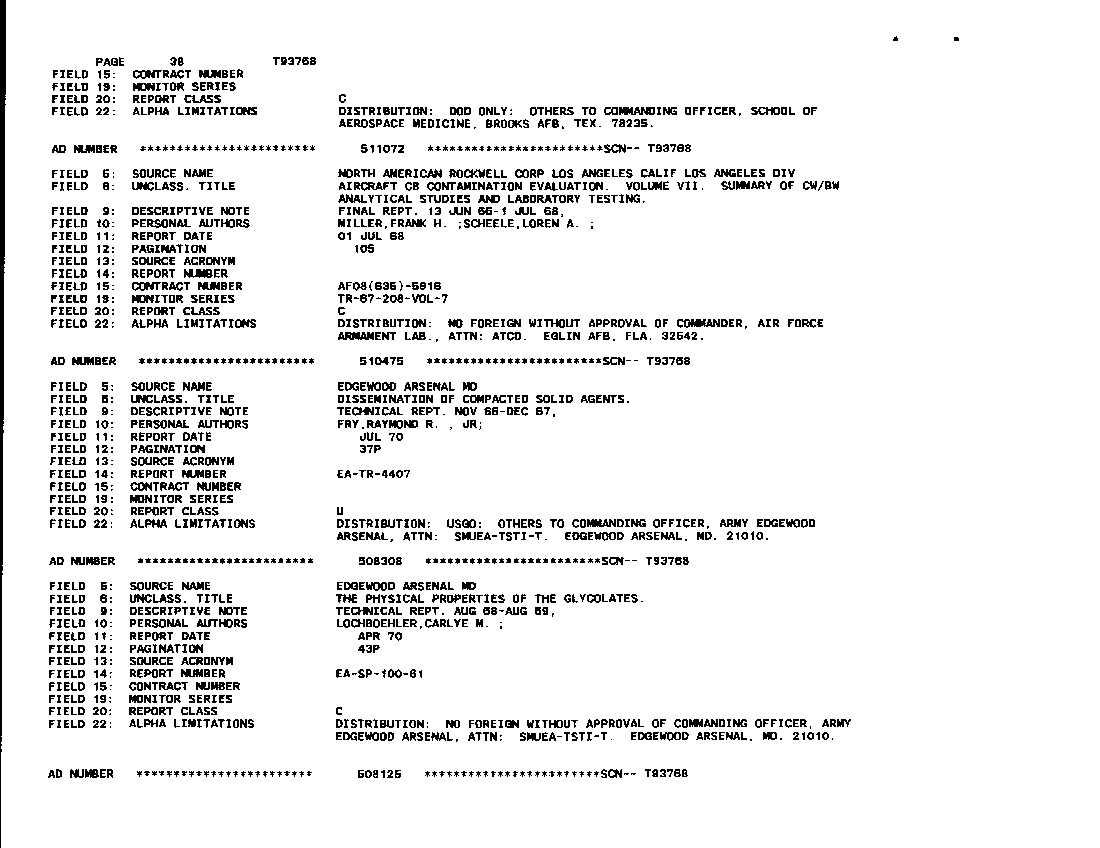 PAGE 38 T93768
FIELD 15: CONTRACT NUMBER
FIELD 19: MONITOR SERIES
FIELD 20: REPORT CLASS C
FIELD 22: ALPHA LIMITATIONS DISTRIBUTION: DOD ONLY: OTHERS TO COMMANDING OFFICER, SCHOOL OF
AEROSPACE MEDICINE, BROOKS AFB, TEX. 78235.
AD NUMBER ************************ 511072 ************************SCN-- T93768
FIELD 5: SOURCE NAME NORTH AMERICAN ROCKWELL CORP LOS ANGELES CALIF LOS ANGELES DIV
FIELD 6: UNCLASS. TITLE AIRCRAFT CB CONTAMINATION EVALUATION. VOLUME VII. SUMMARY OF CW/BW
ANALYTICAL STUDIES AND LABORATORY TESTING.
FIELD 9: DESCRIPTIVE NOTE FINAL REPT. 13 JUN 66-1 JUL 68,
FIELD 10: PERSONAL AUTHORS MILLER,FRANK H. ;SCHEELE,LOREN A. ;
FIELD 11: REPORT DATE 01 JUL 68
FIELD 12: PAGINATION 105
FIELD 13: SOURCE ACRONYM
FIELD 14: REPORT NUMBER
FIELD 15: CONTRACT NUMBER AF08(635)-5916
FIELD 19: MONITOR SERIES TR-67-208-VOL-7
FIELD 20: REPORT CLASS C
FIELD 22: ALPHA LIMITATIONS DISTRIBUTION: NO FOREIGN WITHOUT APPROVAL OF COMMANDER, AIR FORCE
ARMAMENT LAB., ATTN: ATCD. EGLIN AFB, FLA. 32542.
AD NUMBER ************************ 510475 ************************SCN-- T93768
FIELD 5: SOURCE NAME EDGEWOOD ARSENAL MD
FIELD 6: UNCLASS. TITLE DISSEMINATION OF COMPACTED SOLID AGENTS.
FIELD 9: DESCRIPTIVE NOTE TECHNICAL REPT. NOV 66-DEC 67,
FIELD 10: PERSONAL AUTHORS FRY,RAYMOND R. , JR;
FIELD 11: REPORT DATE JUL 70
FIELD 12: PAGINATION 37P
FIELD 13: SOURCE ACRONYM
FIELD 14: REPORT NUMBER EA-TR-4407
FIELD 15: CONTRACT NUMBER
FIELD 19: MONITOR SERIES
FIELD 20: REPORT CLASS U
FIELD 22: ALPHA LIMITATIONS DISTRIBUTION: USGO: OTHERS TO COMMANDING OFFICER, ARMY EDGEWOOD
ARSENAL, ATTN: SMUEA-TSTI-T. EDGEWOOD ARSENAL, MD. 21010.
AD NUMBER ************************ 508308 ************************SCN-- T93768
FIELD 5: SOURCE NAME EDGEWOOD ARSENAL MD
FIELD 6: UNCLASS. TITLE THE PHYSICAL PROPERTIES OF THE GLYCOLATES.
FIELD 9: DESCRIPTIVE NOTE TECHNICAL REPT. AUG 68-AUG 69,
FIELD 10: PERSONAL AUTHORS LOCHBOEHLER,CARLYE M. ;
FIELD 11: REPORT DATE APR 70
FIELD 12: PAGINATION 43P
FIELD 13: SOURCE ACRONYM
FIELD 14: REPORT NUMBER EA-SP-100-61
FIELD 15: CONTRACT NUMBER
FIELD 19: MONITOR SERIES
FIELD 20: REPORT CLASS C
FIELD 22: ALPHA LIMITATIONS DISTRIBUTION: NO FOREIGN WITHOUT APPROVAL OF COMMANDING OFFICER, ARMY
EDGEWOOD ARSENAL, ATTN: SMUEA-TSTI-T. EDGEWOOD ARSENAL, MD. 21010.
AD NUMBER ************************ 508125 ************************SCN-- T93768